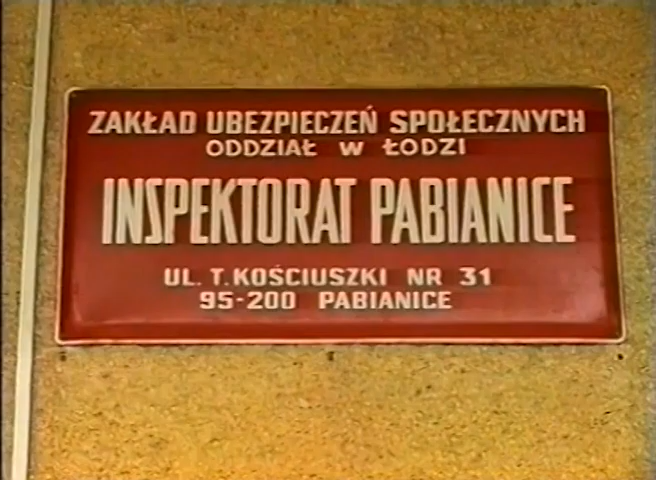 ZAKŁAD UBEZPIECZEŃ SPOŁECZNYCH
ODDZIAŁ W ŁODZI
INSPEKTORAT PABIANICE
UL. T. KOŚCIUSZKI NR 31
95-200 PABIANICE